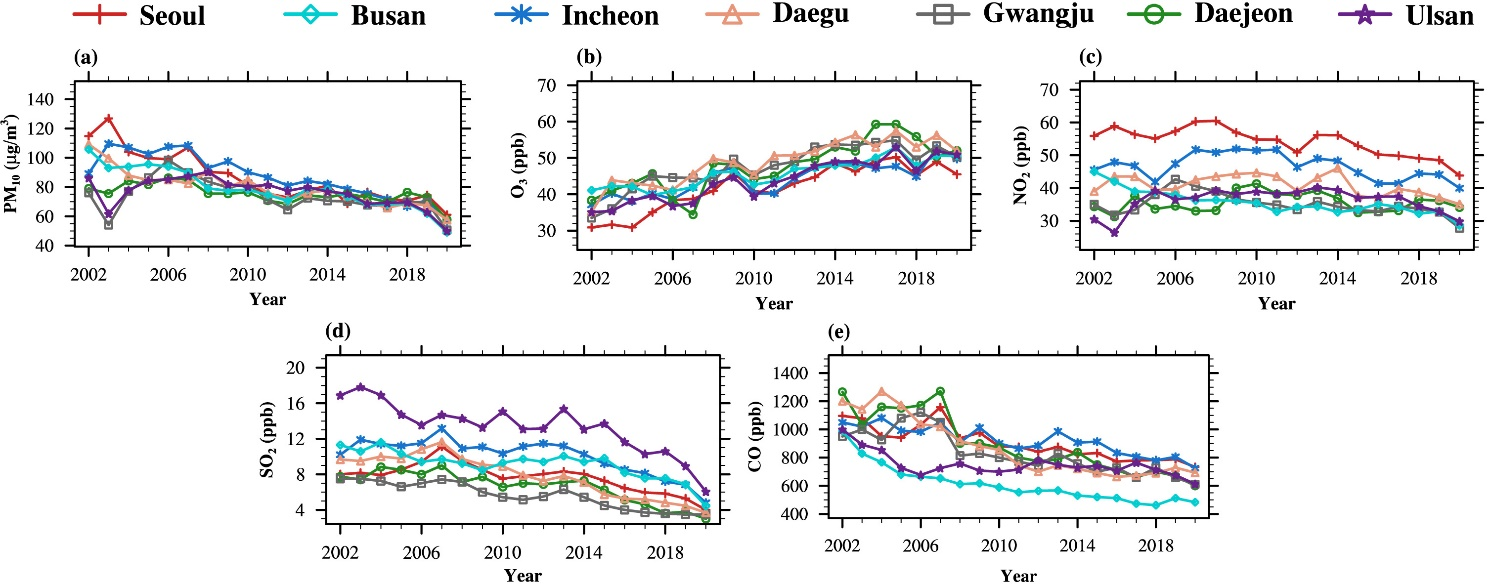 Seoul Busan Incheon Daegu Gwangju Daejeon Ulsan
(a) (b) (c)
140
120
100
80
60
40
PM10 (μg/m3)
2002 2006 2010 2014 2018
Year
70
60
50
40
30
O3 (ppb)
2002 2006 2010 2014 2018
Year
70
60
50
40
30
NO2 (ppb)
2002 2006 2010 2014 2018
Year
(d) (e)
20
16
12
8
4
SO2 (ppb)
2002 2006 2010 2014 2018
Year
1400
1200
1000
800
600
400
CO (ppb)
2002 2006 2010 2014 2018
Year